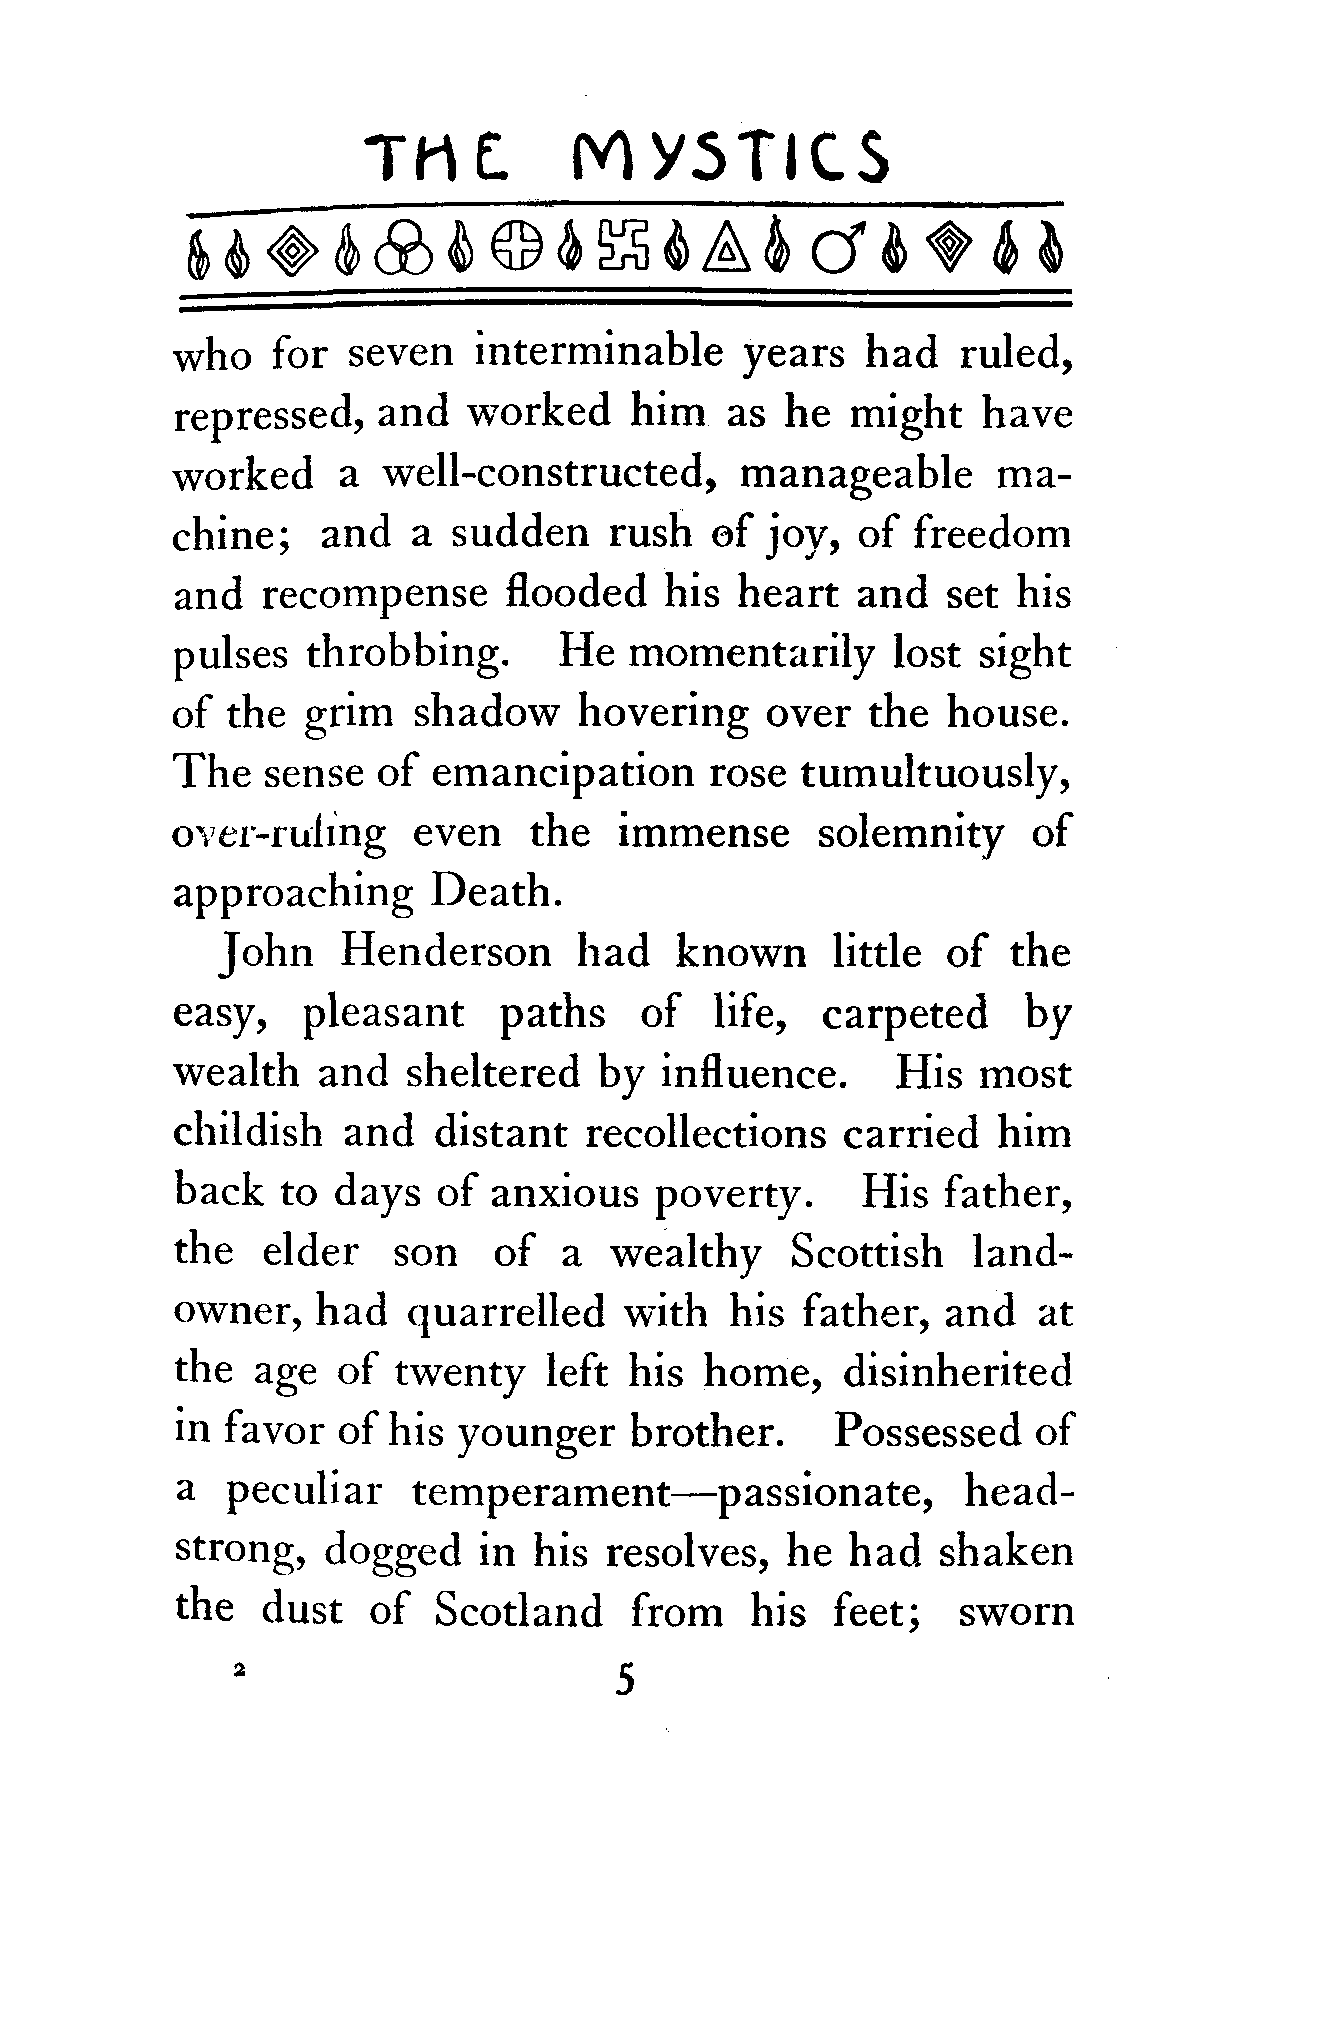 THE MYSTICS
who for seven interminable years had ruled,
repressed, and worked him as he might have
worked a well-constructed, manageable ma-
chine; and a sudden rush of joy, of freedom
and recompense flooded his heart and set his
pulses throbbing. He momentarily lost sight
of the grim shadow hovering over the house.
The sense of emancipation rose tumultuously,
over-ruling even the immense solemnity of
approaching Death.
John Henderson had known little of the
easy, pleasant paths of life, carpeted by
wealth and sheltered by influence. His most
childish and distant recollections carried him
back to days of anxious poverty. His father,
the elder son of a wealthy Scottish land-
owner, had quarrelled with his father, and at
the age of twenty left his home, disinherited
in favor of his younger brother. Possessed of
a peculiar temperament—passionate, head-
strong, dogged in his resolves, he had shaken
the dust of Scotland from his feet; sworn
2 5